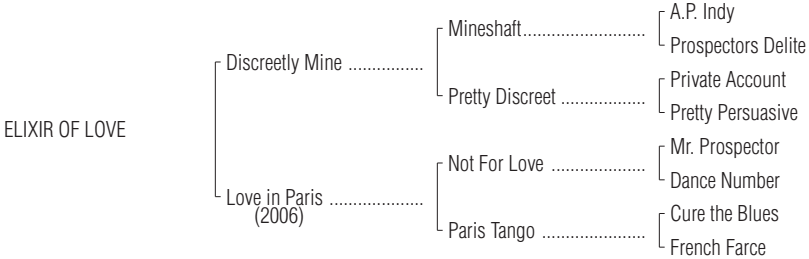 A.P. Indy
Mineshaft..........................
Prospectors Delite
Discreetly Mine ................
Private Account
Pretty Discreet ..................
Pretty Persuasive
ELIXIR OF LOVE
Mr. Prospector
Not For Love ....................
Dance Number
Love in Paris ....................
(2006)
Cure the Blues
Paris Tango ......................
French Farce